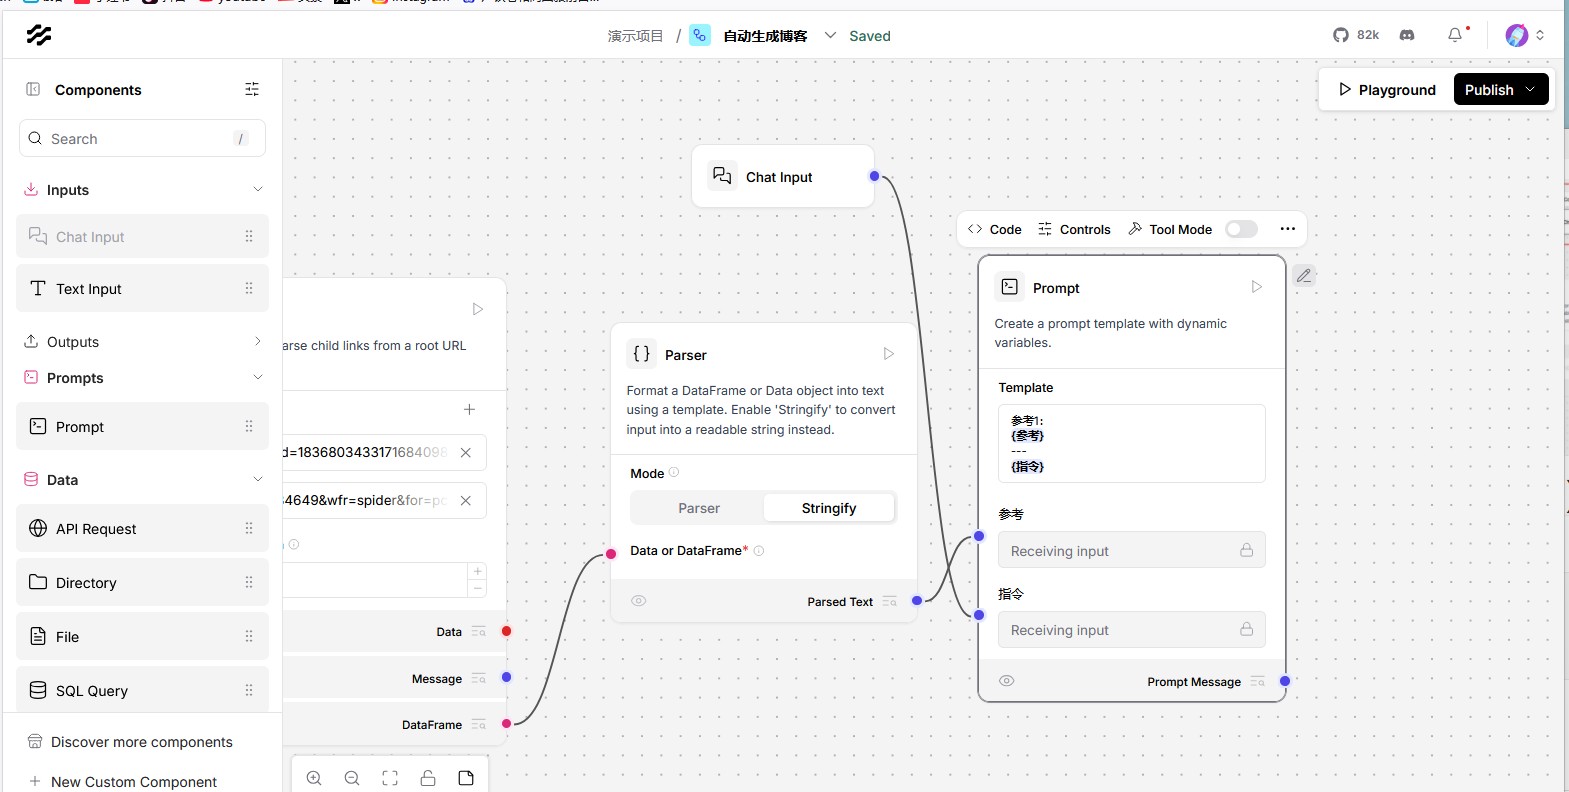 youtube
演示项目 / 自动生成博客 Saved
82k
Components
Search /
Playground
Publish
Inputs
Chat Input
Text Input
Outputs
Prompts
Prompt
Data
API Request
Directory
File
SQL Query
Discover more components
New Custom Component
arse child links from a root URL
d=1836803433171684098
34649&wfr=spider&for=pc
Data
Message
DataFrame
Chat Input
Parser
Format a DataFrame or Data object into text
using a template. Enable 'Stringify' to convert
input into a readable string instead.
Mode
Parser Stringify
Data or DataFrame*
Parsed Text
Code Controls Tool Mode
Prompt
Create a prompt template with dynamic
variables.
Template
参考1:
{参考}
---
{指令}
参考
Receiving input
指令
Receiving input
Prompt Message